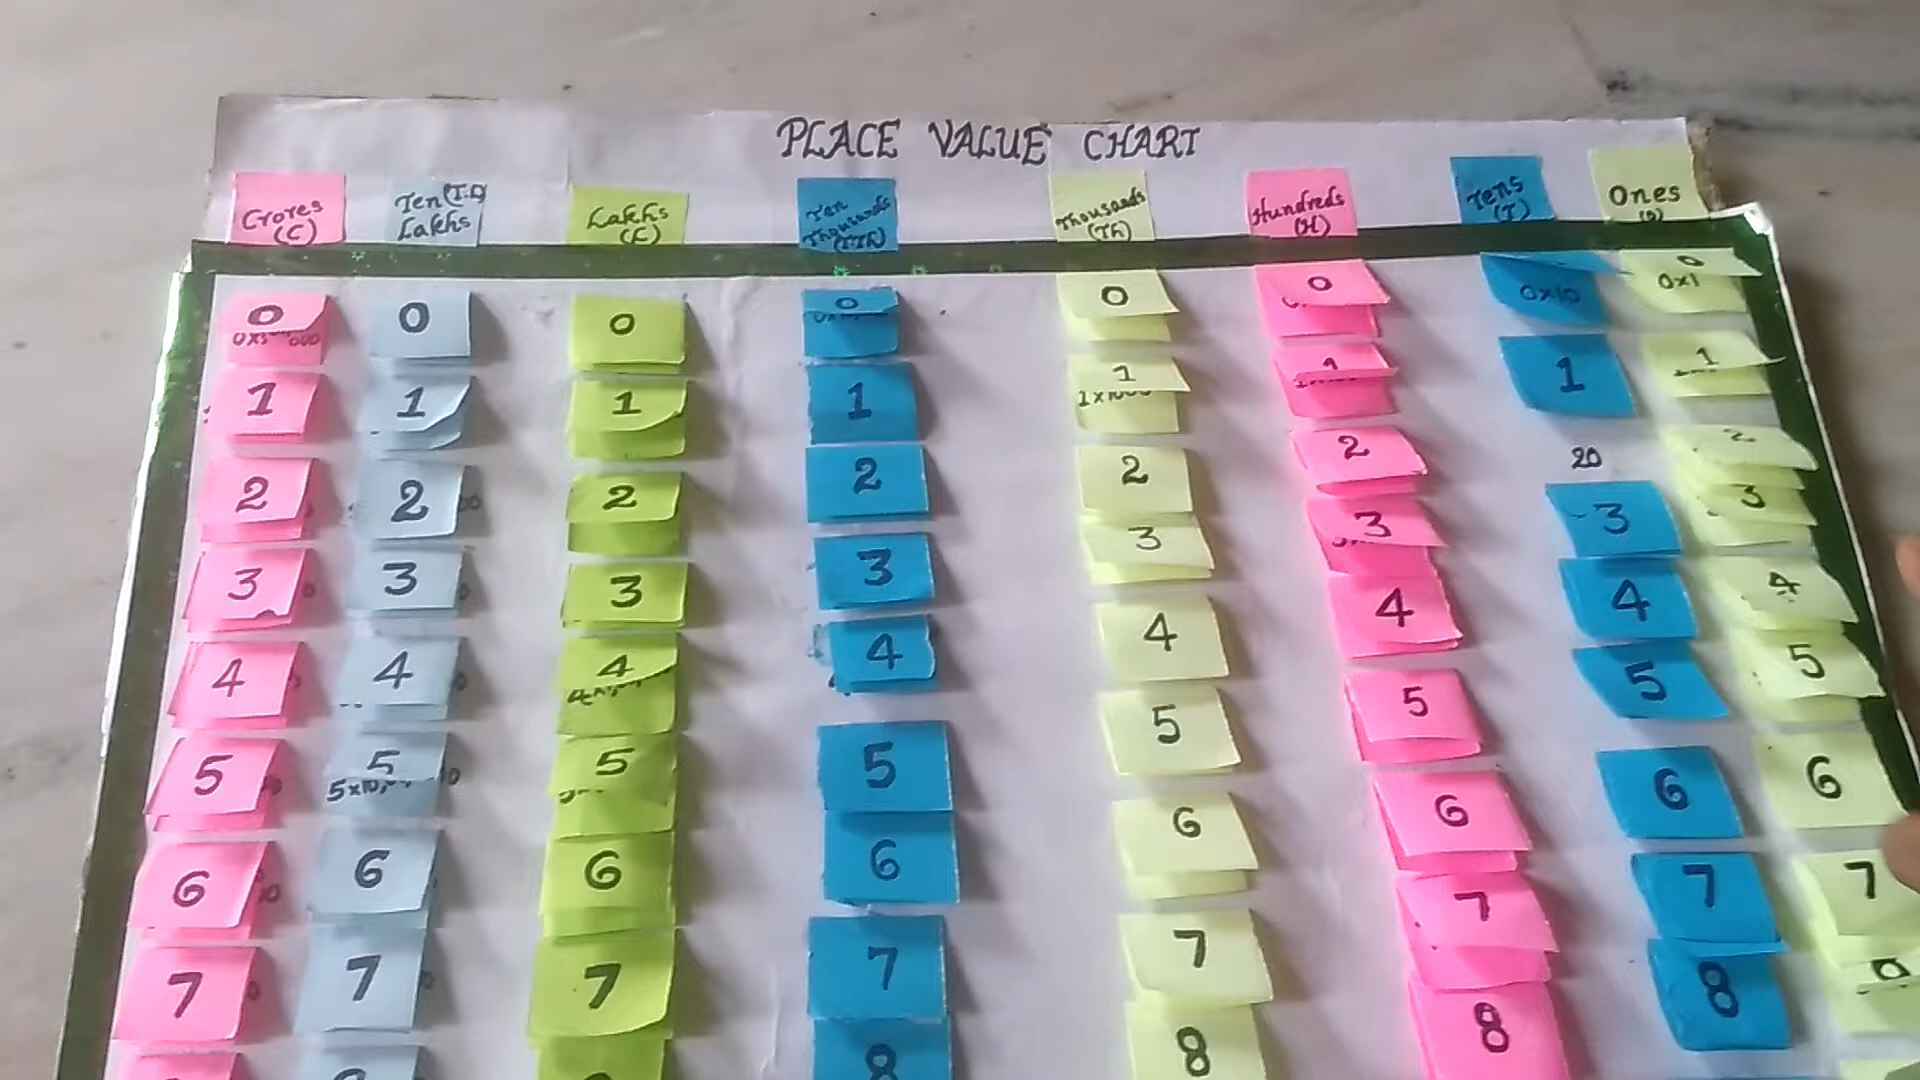 PLACE VALUE CHART
Crores (C) Ten (T.L) Lakhs Lakhs (L) Ten Thousands (T.Th) Thousands (Th) Hundreds (H) Tens (T) Ones (O)
0 0 0 0 0 0 0x10 0
0x1
1 1 1 1 1 1 1 1
1x1000
2 2 2 2 2 2 20 2
3 3 3 3 3 3 3 3
4 4 4 4 4 4 4 4
5 5 5 5 5 5 5 5
6 6 6 6 6 6 6 6
7 7 7 7 7 7 7 7
8 8 8 8